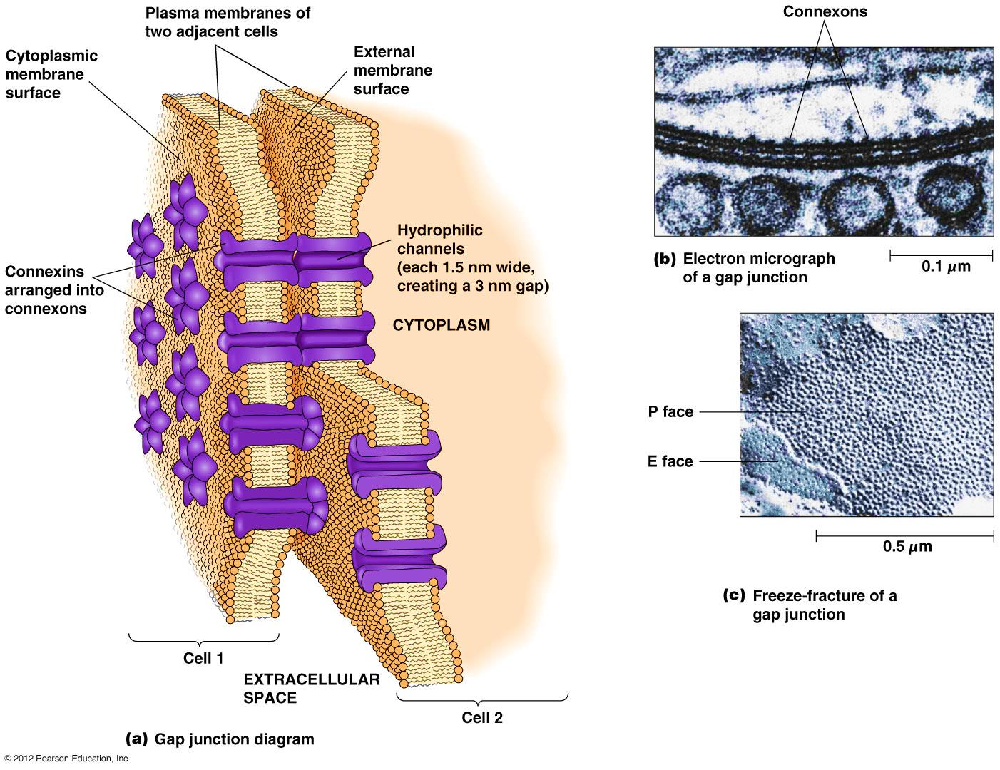 Plasma membranes of
two adjacent cells
Cytoplasmic
membrane
surface
External
membrane
surface
Hydrophilic
channels
(each 1.5 nm wide,
creating a 3 nm gap)
Connexins
arranged into
connexons
CYTOPLASM
Cell 1
EXTRACELLULAR
SPACE
Cell 2
(a) Gap junction diagram
Connexons
(b) Electron micrograph
of a gap junction
0.1 µm
P face
E face
0.5 µm
(c) Freeze-fracture of a
gap junction
© 2012 Pearson Education, Inc.